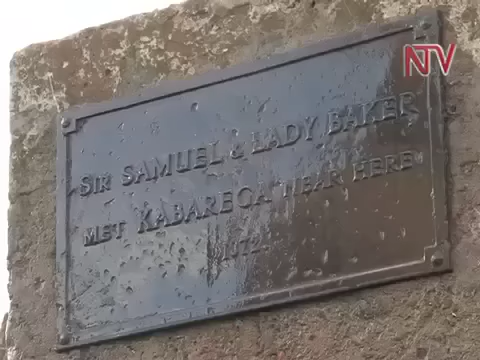 NTV
SIR SAMUEL & LADY BAKER
MET KABAREGA NEAR HERE
1872